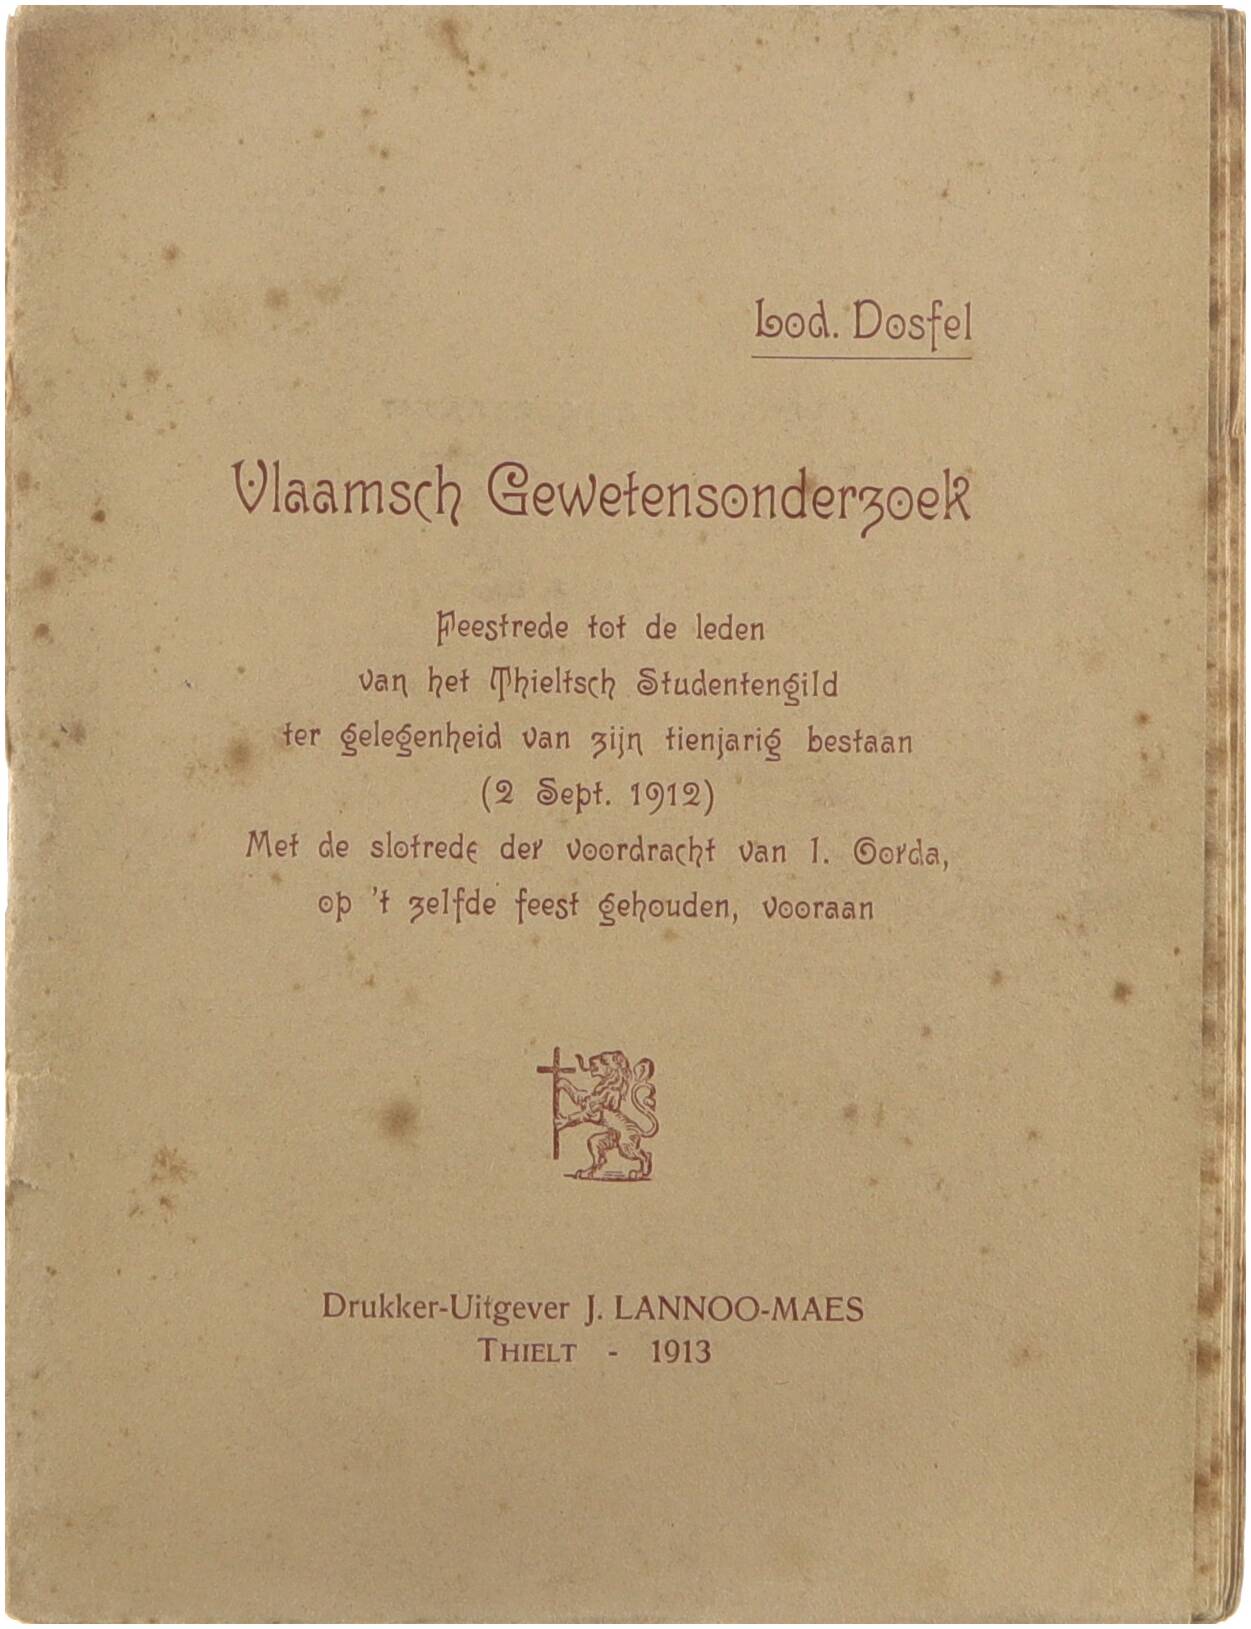 Lod. Dosfel
Vlaamsch Gewetensonderzoek
Feestrede tot de leden
van het Thieltsch Studentengild
ter gelegenheid van zijn tienjarig bestaan
(2 Sept. 1912)
Met de slotrede der voordracht van I. Oorda,
op 't zelfde feest gehouden, vooraan
Drukker-Uitgever J. LANNOO-MAES
THIELT - 1913